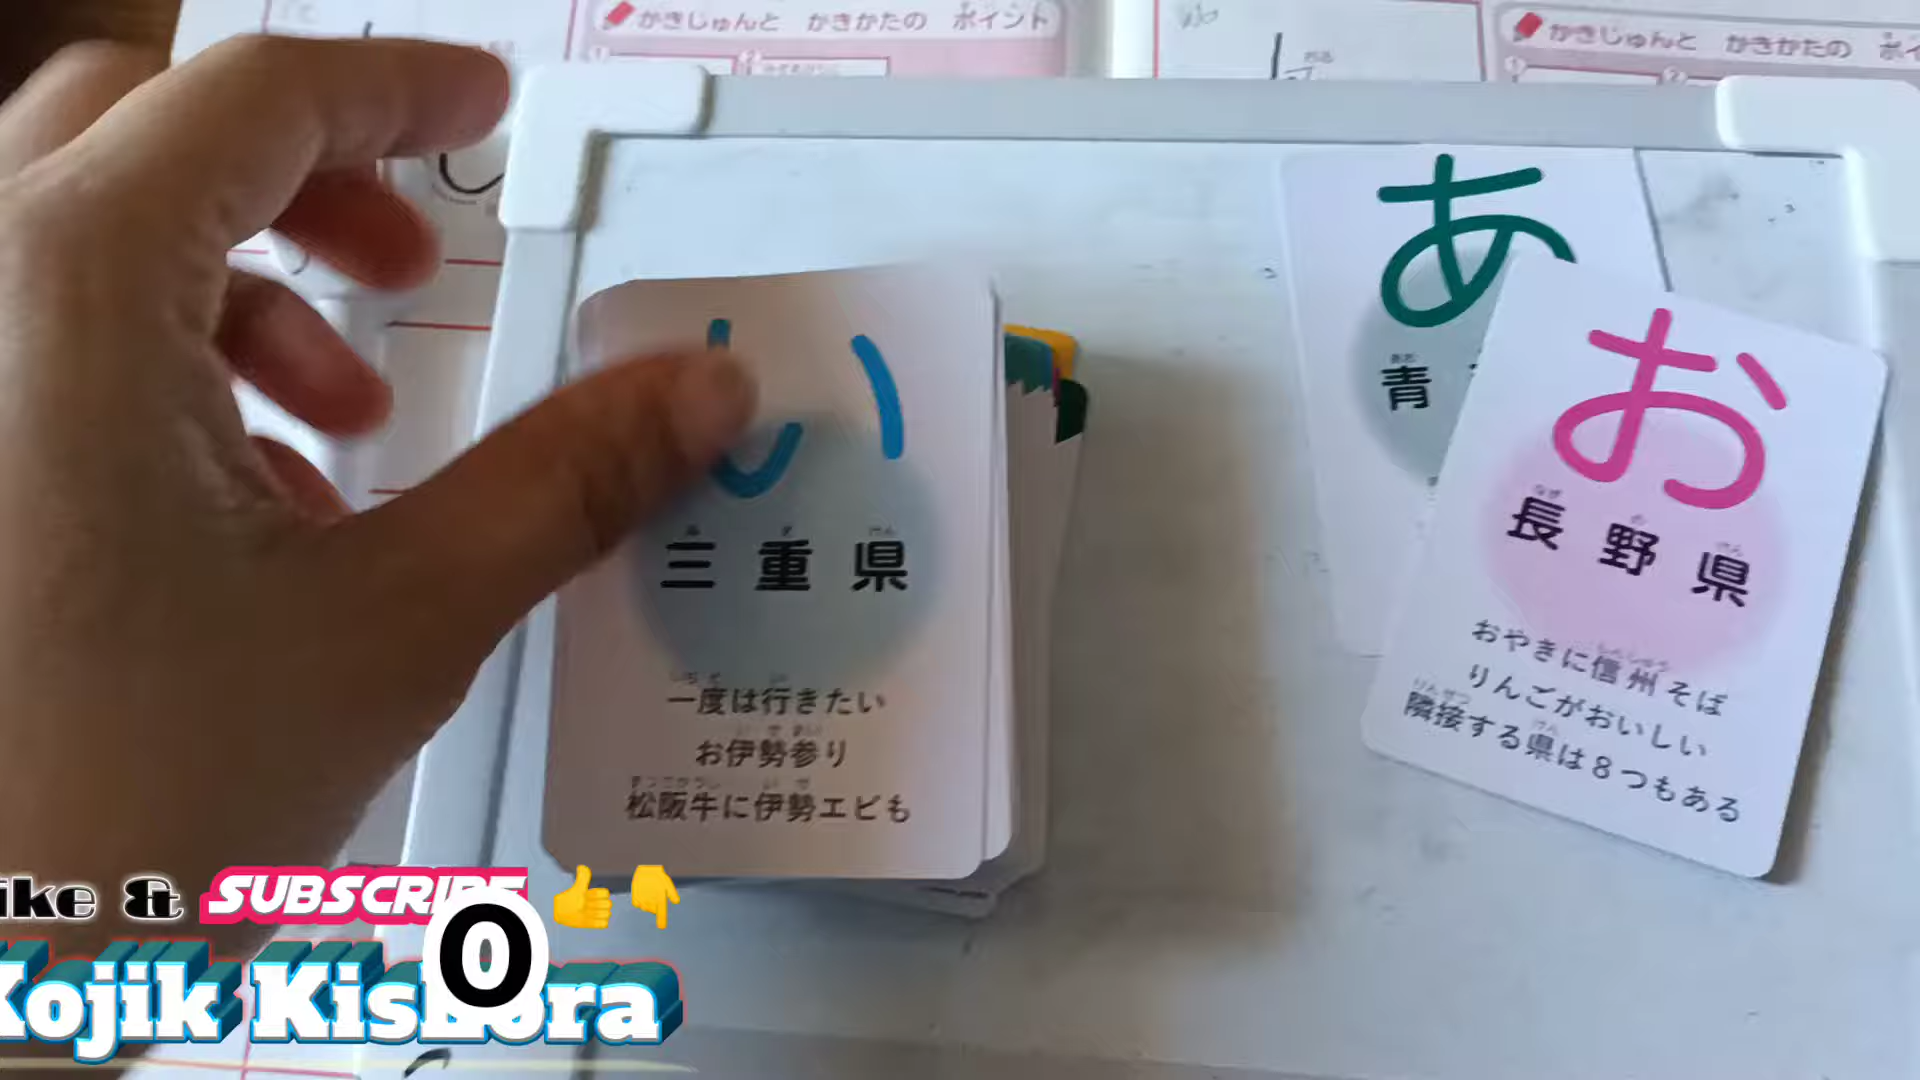 かきじゅんと かきかたの ポイント
かきじゅんと かきかたの
あ
青
お
長野県
おやきに信州そば
りんごがおいしい
隣接する県は8つもある
い
三重県
一度は行きたい
お伊勢参り
松阪牛に伊勢エビも
ike & SUBSCRIBE 👍👇
0